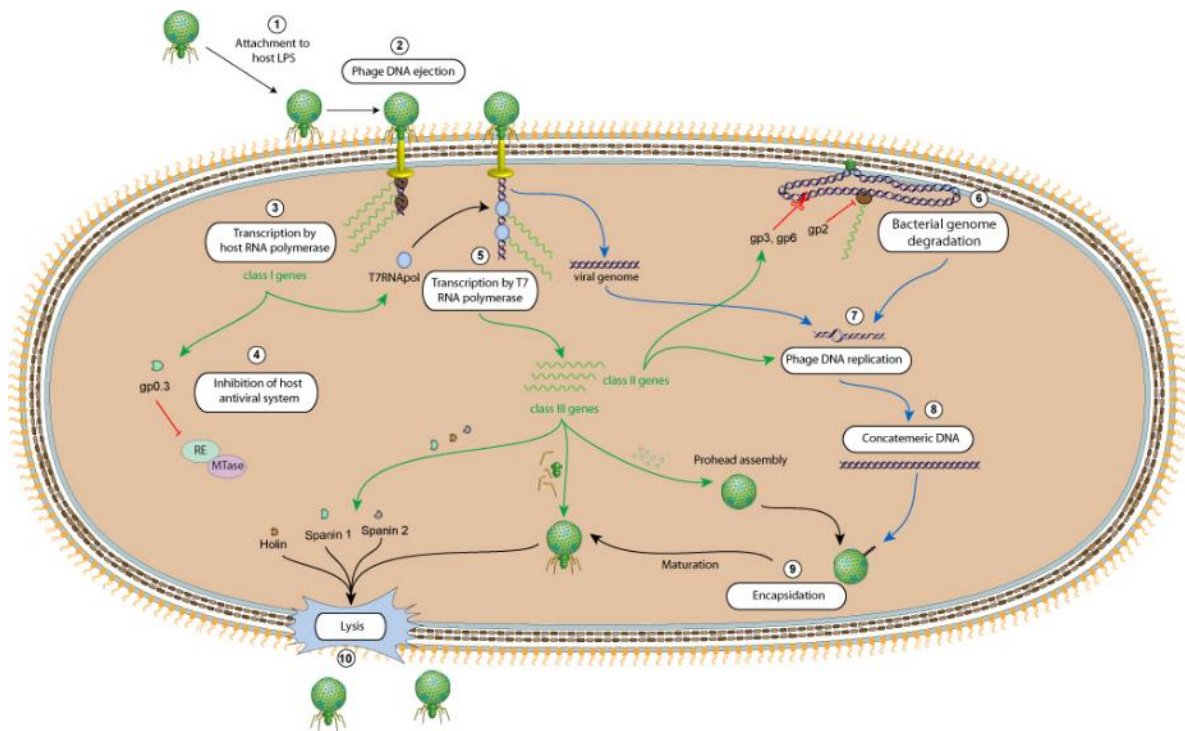 1
Attachment to
host LPS
2
Phage DNA ejection
3
Transcription by
host RNA polymerase
class I genes
T7RNApol
5
Transcription by T7
RNA polymerase
viral genome
gp3, gp6
gp2
6
Bacterial genome
degradation
7
Phage DNA replication
4
Inhibition of host
antiviral system
gp0.3
RE
MTase
class II genes
class III genes
8
Concatemeric DNA
Prohead assembly
Holin
Spanin 1
Spanin 2
Maturation
9
Encapsidation
Lysis
10